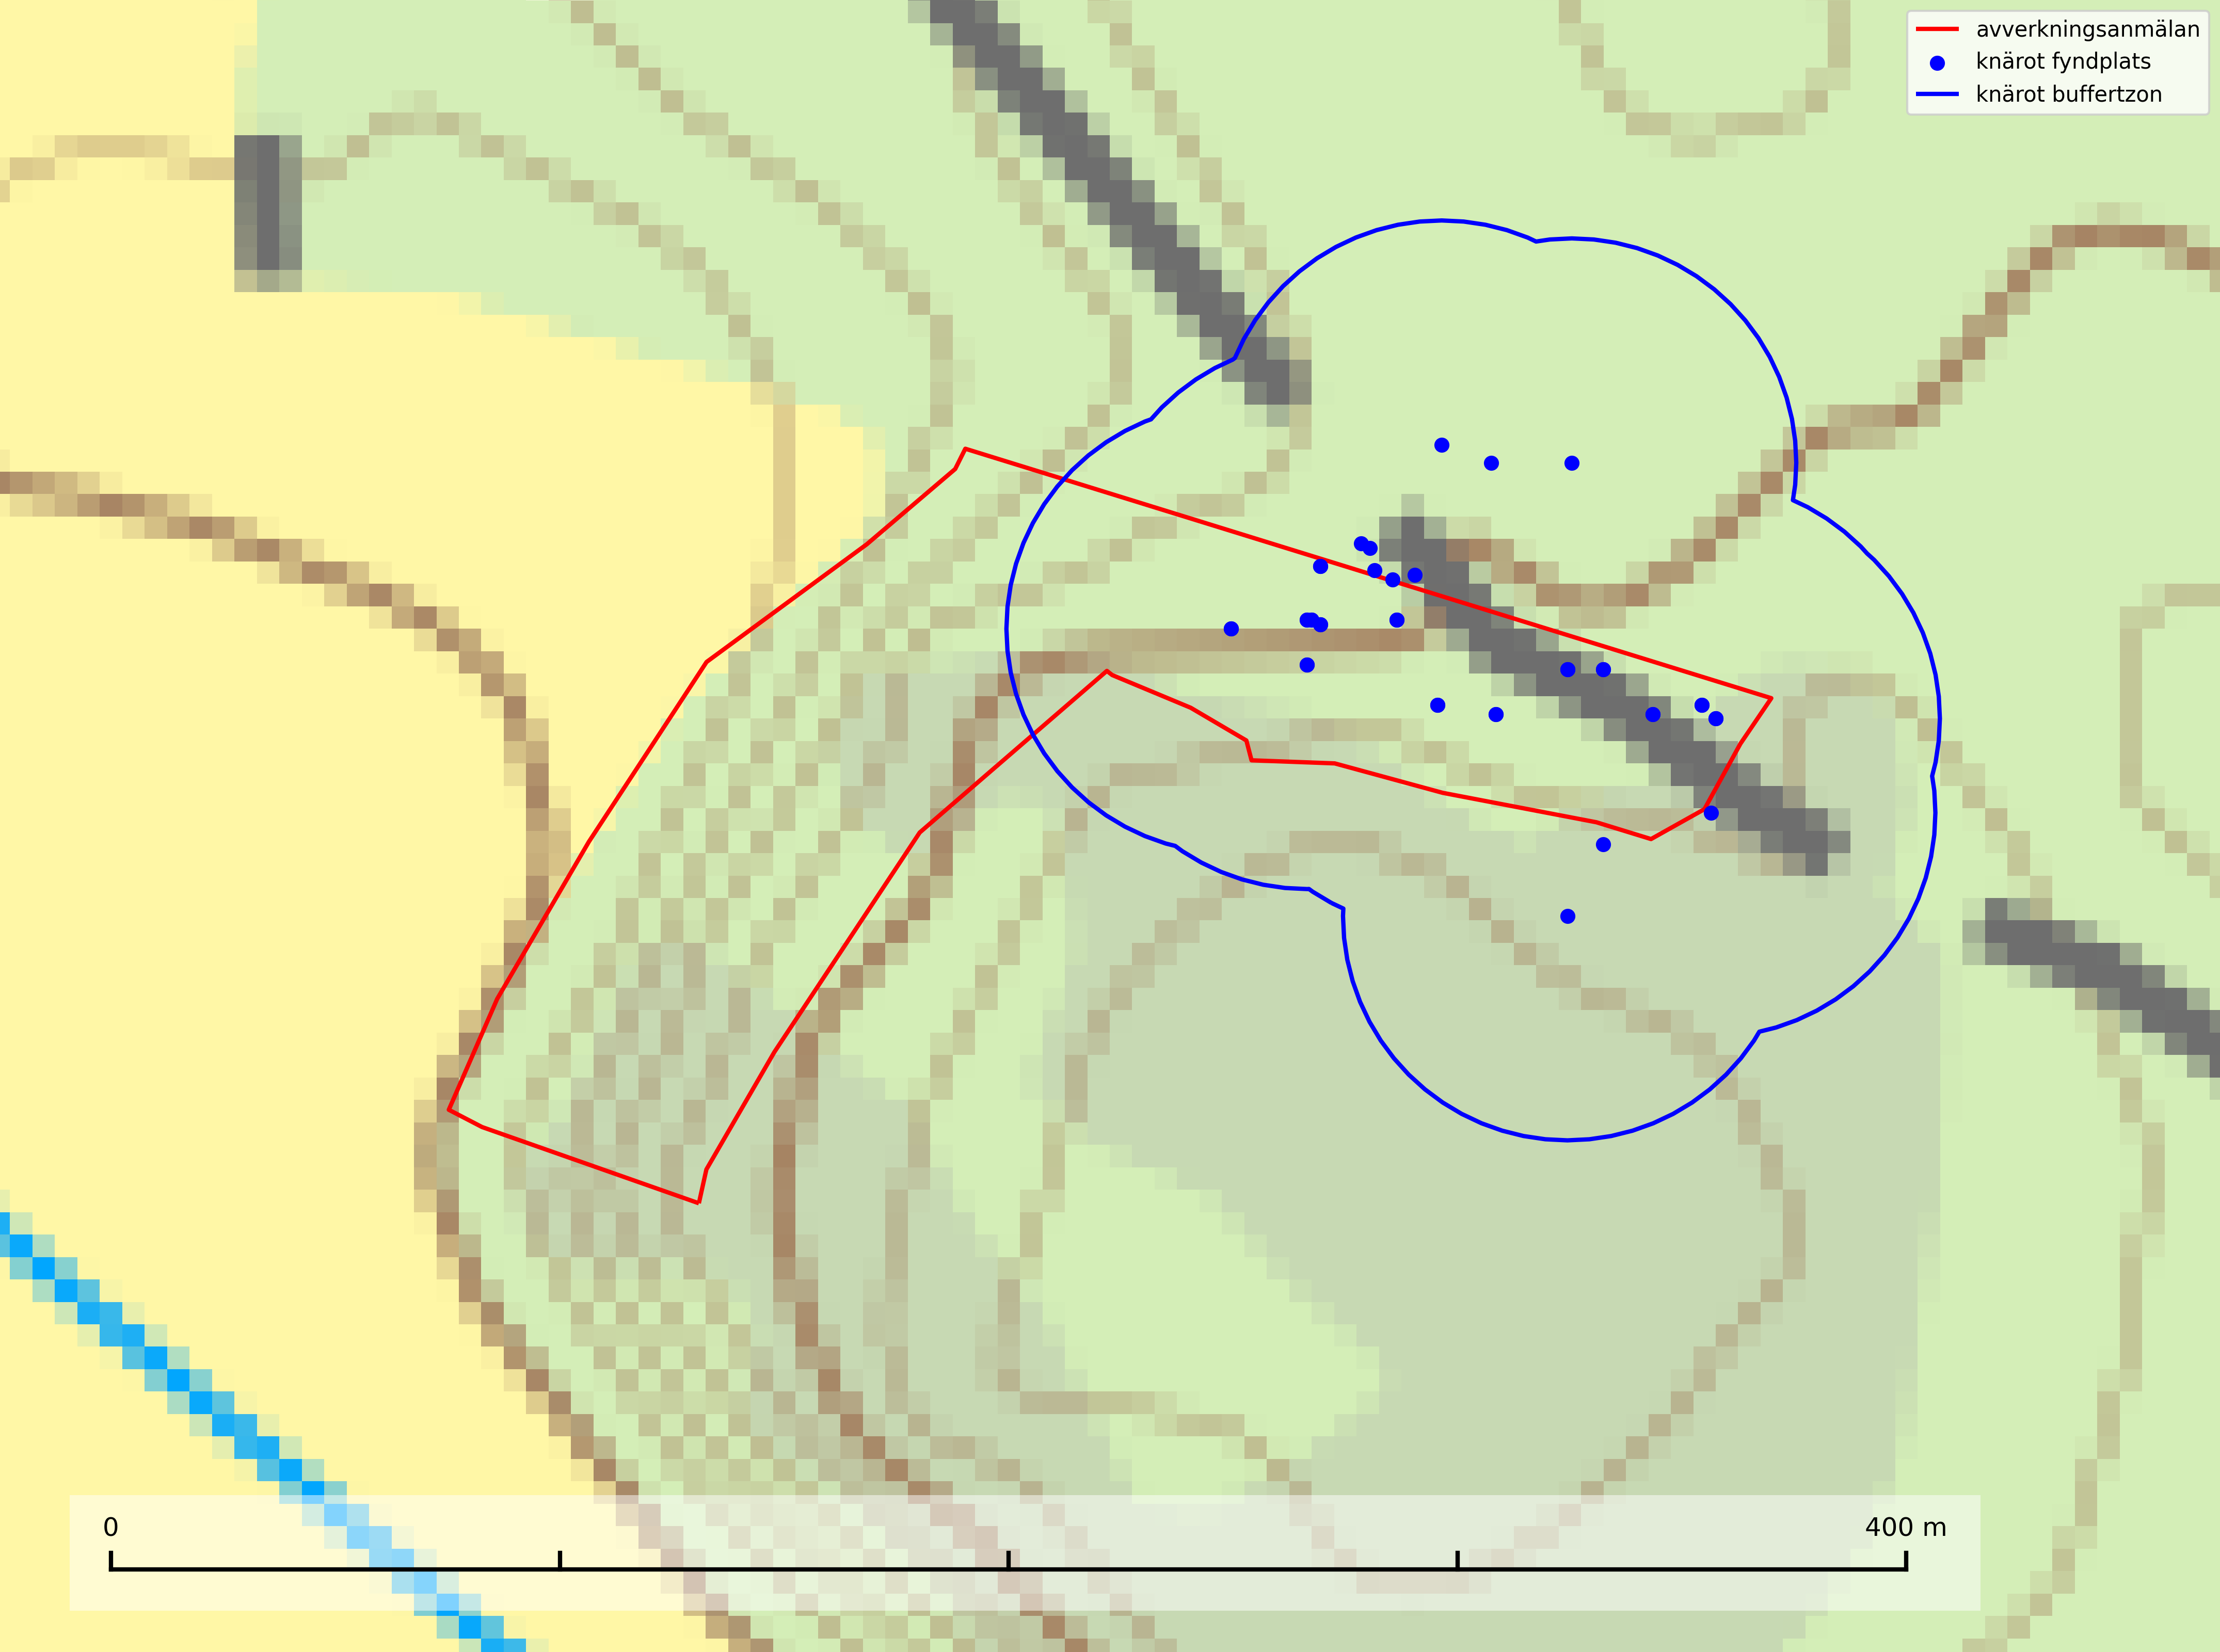 avverkningsanmälan
knärot fyndplats
knärot buffertzon
0
400 m